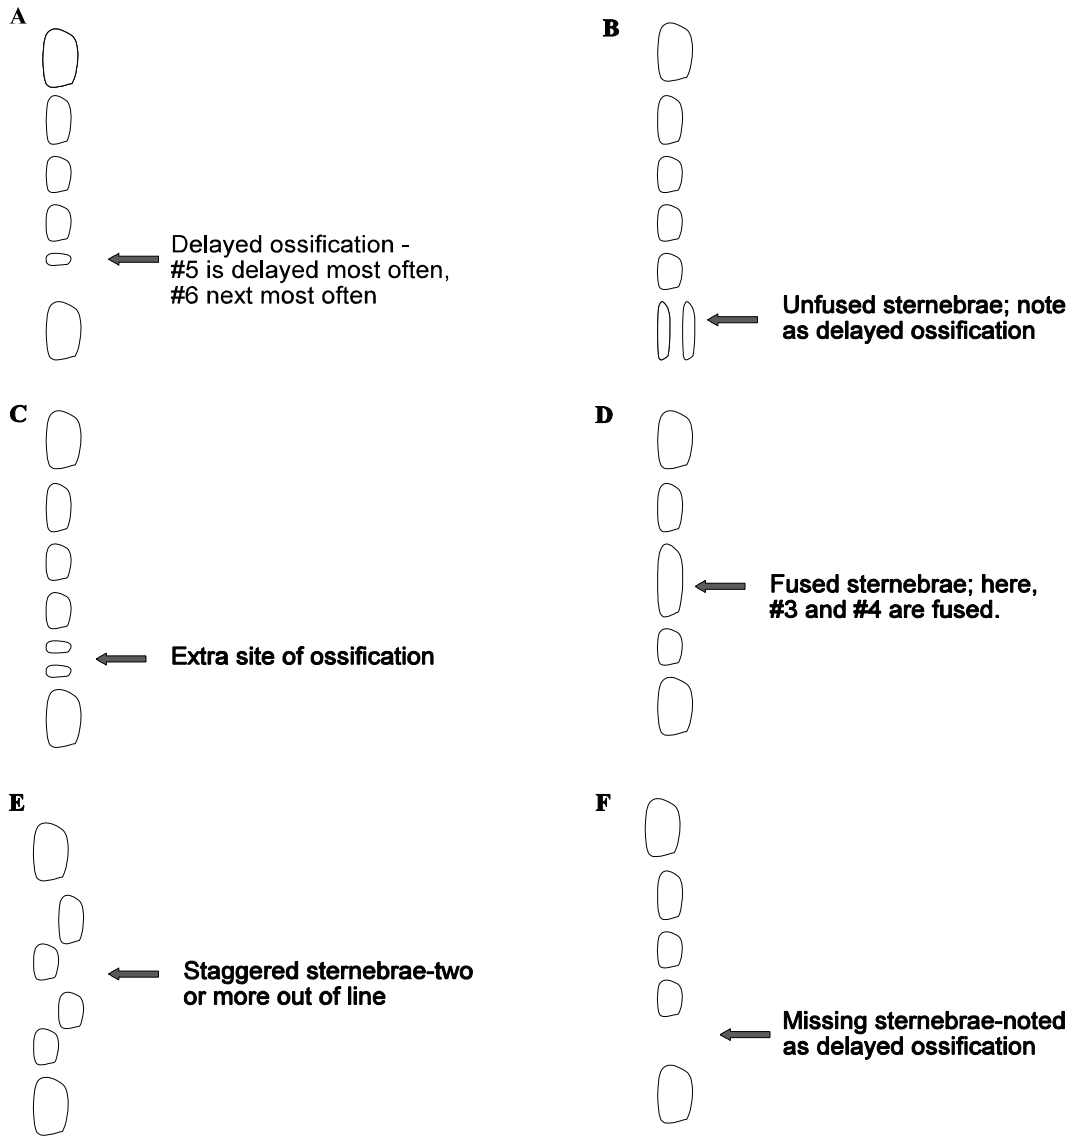 A
Delayed ossification -
#5 is delayed most often,
#6 next most often
B
Unfused sternebrae; note
as delayed ossification
C
Extra site of ossification
D
Fused sternebrae; here,
#3 and #4 are fused.
E
Staggered sternebrae-two
or more out of line
F
Missing sternebrae-noted
as delayed ossification